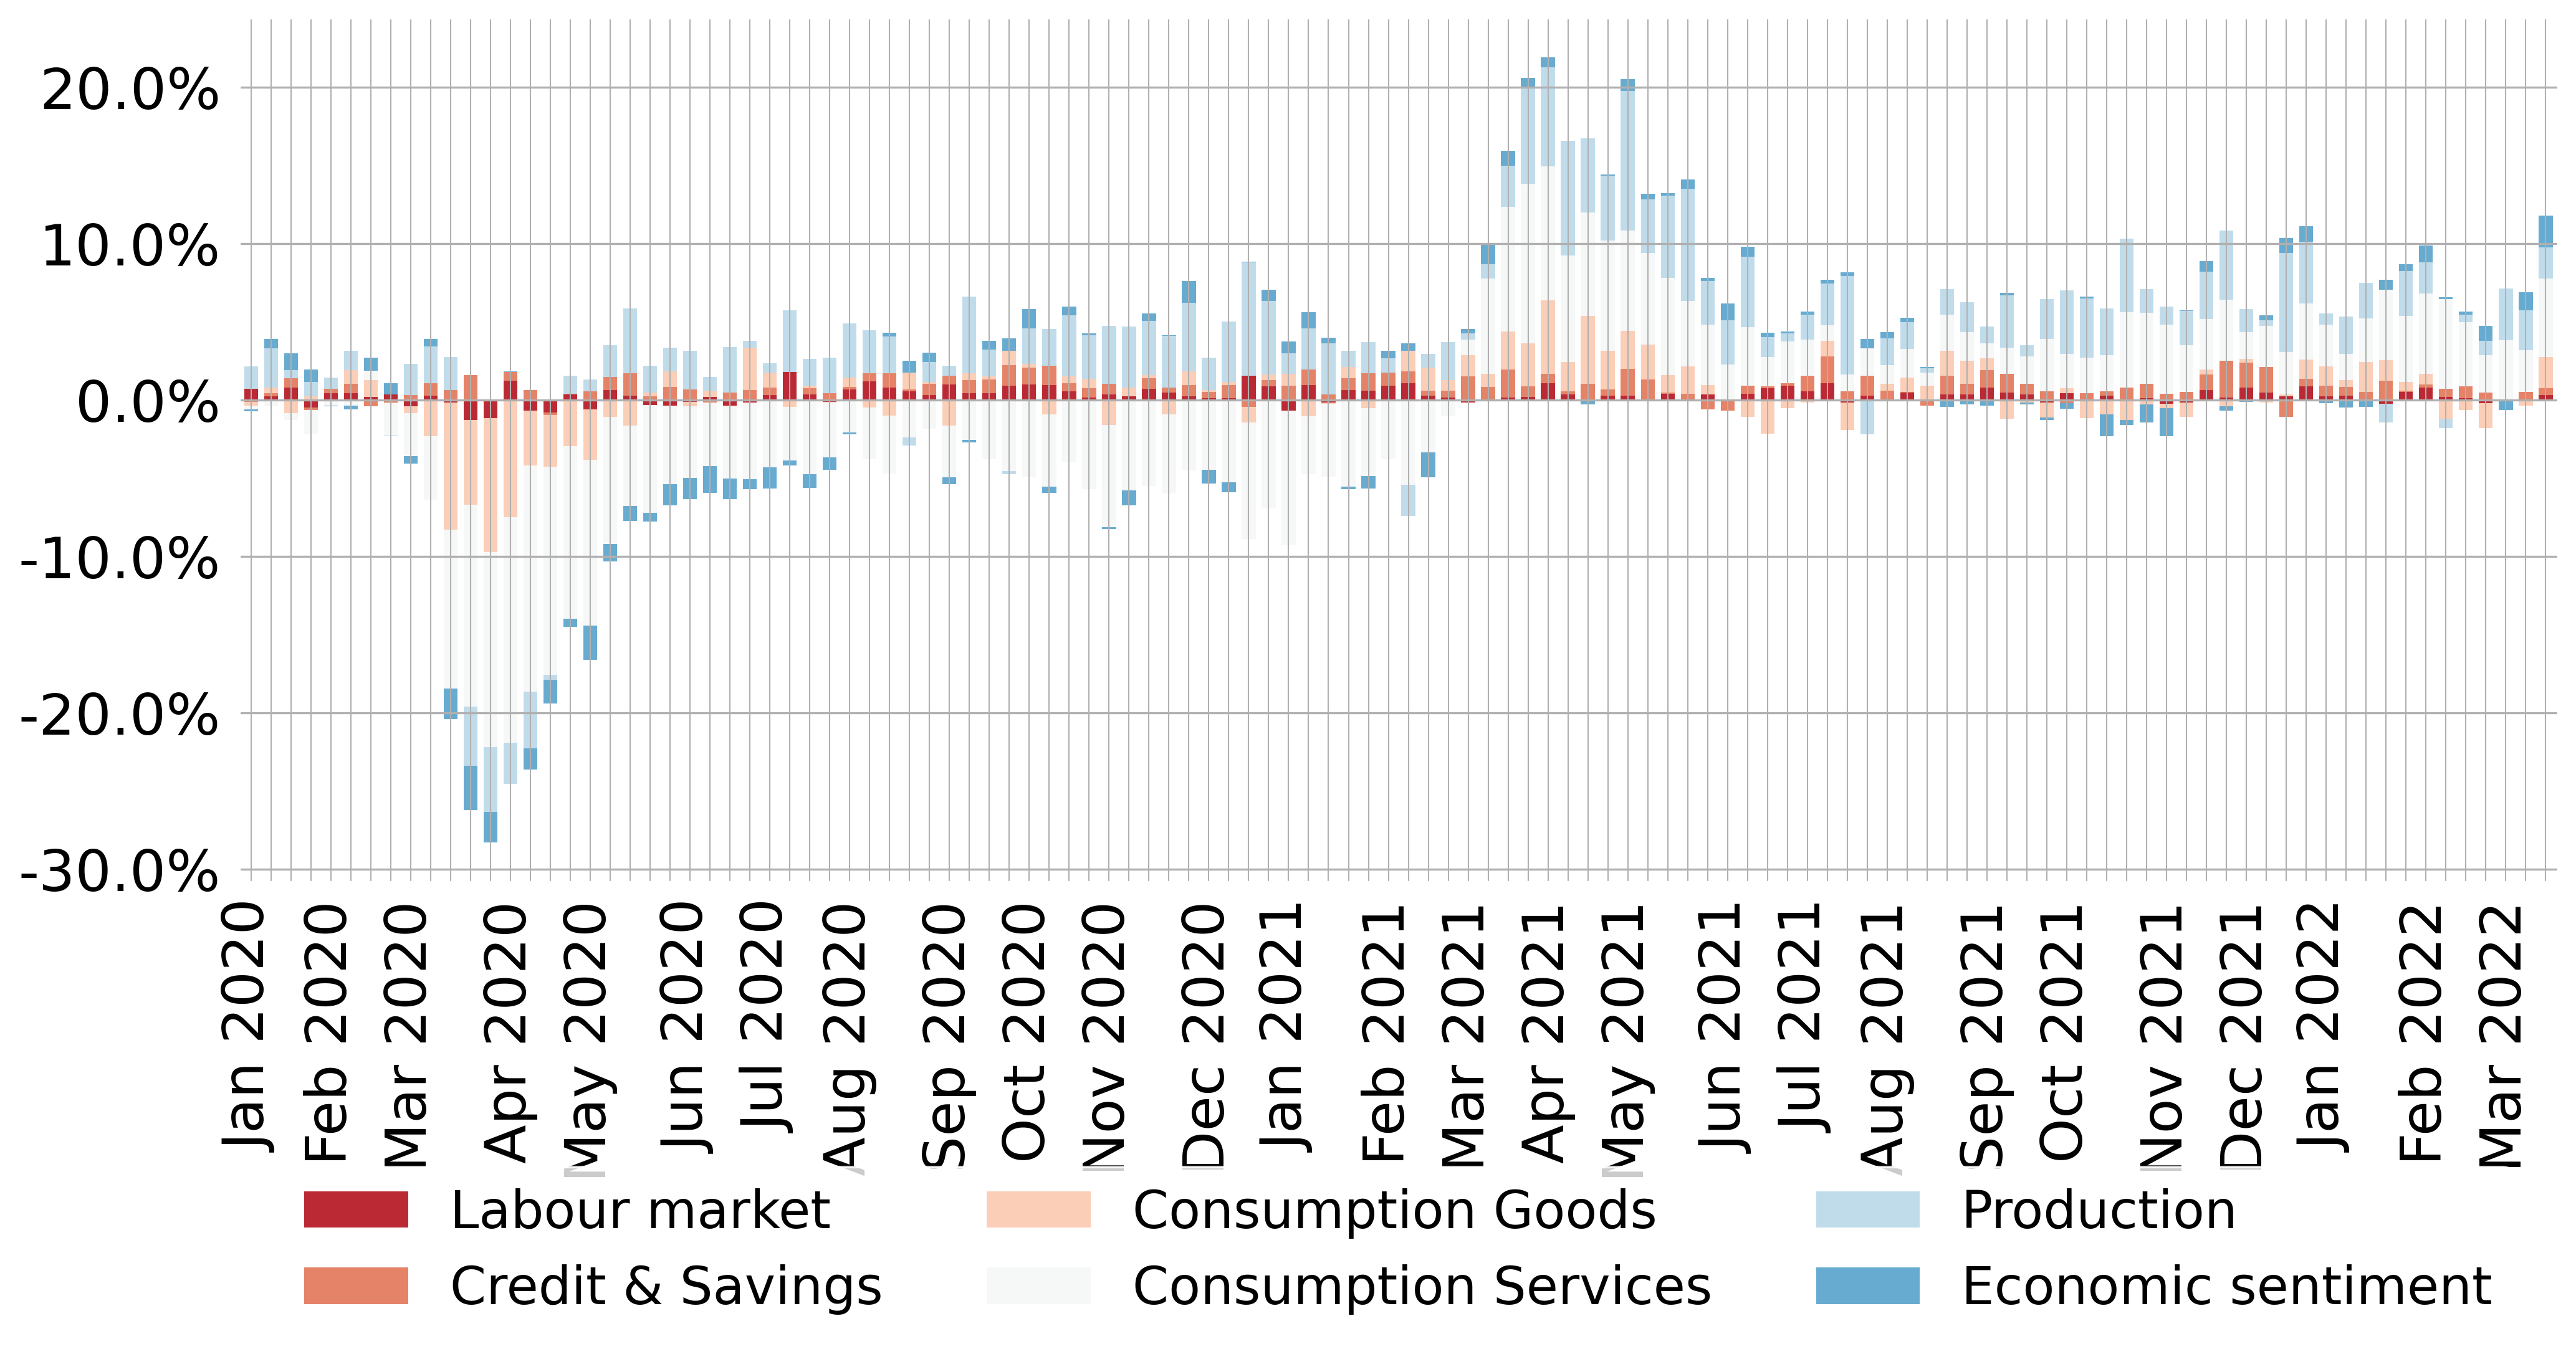 20.0%
10.0%
0.0%
-10.0%
-20.0%
-30.0%
Jan 2020
Feb 2020
Mar 2020
Apr 2020
May 2020
Jun 2020
Jul 2020
Aug 2020
Sep 2020
Oct 2020
Nov 2020
Dec 2020
Jan 2021
Feb 2021
Mar 2021
Apr 2021
May 2021
Jun 2021
Jul 2021
Aug 2021
Sep 2021
Oct 2021
Nov 2021
Dec 2021
Jan 2022
Feb 2022
Mar 2022
Labour market
Consumption Goods
Production
Credit & Savings
Consumption Services
Economic sentiment